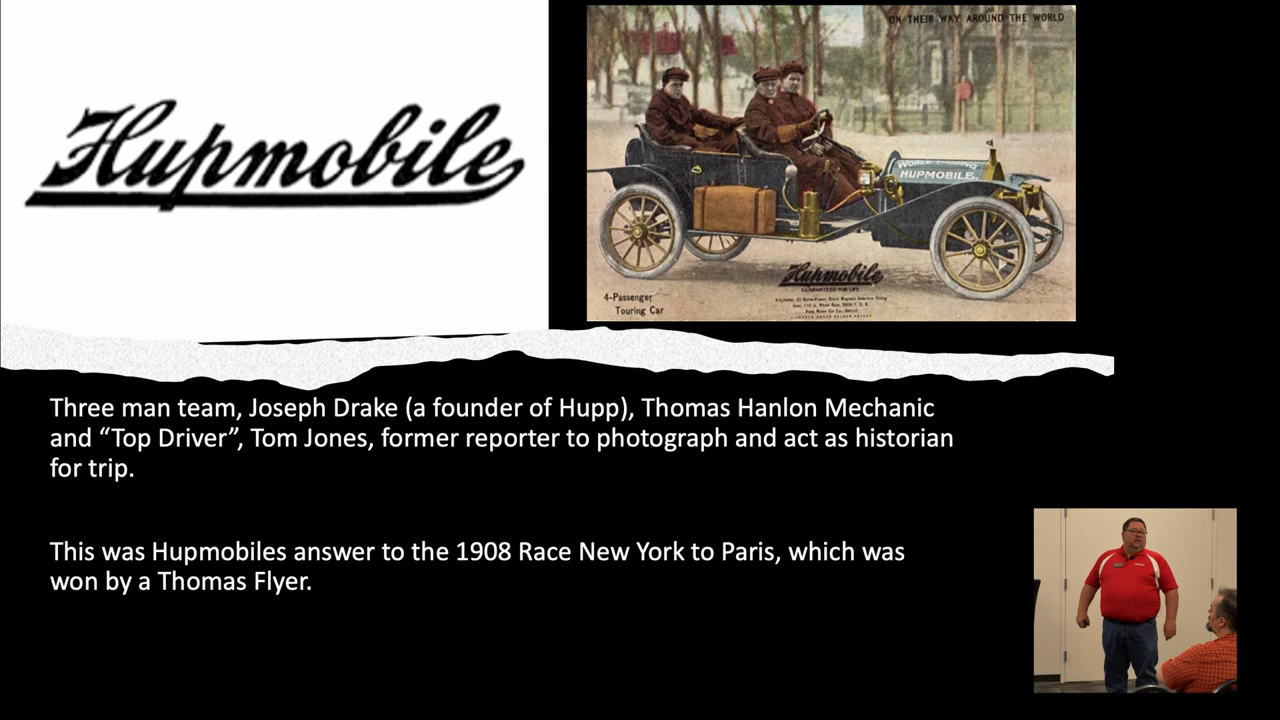 Hupmobile
ON THEIR WAY AROUND THE WORLD
WORLD TOURING
HUPMOBILE.
Hupmobile
GUARANTEED FOR LIFE
4-Passenger
Touring Car
Three man team, Joseph Drake (a founder of Hupp), Thomas Hanlon Mechanic
and “Top Driver”, Tom Jones, former reporter to photograph and act as historian
for trip.
This was Hupmobiles answer to the 1908 Race New York to Paris, which was
won by a Thomas Flyer.